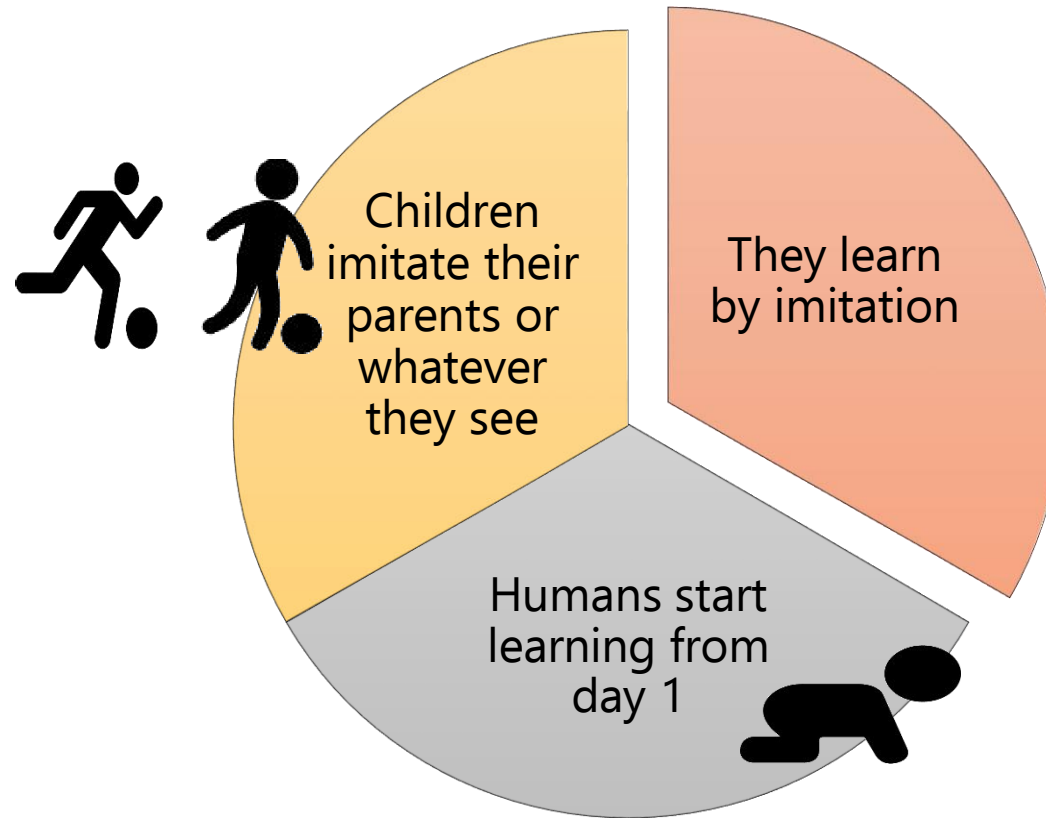 Children
imitate their
parents or
whatever
they see
They learn
by imitation
Humans start
learning from
day 1